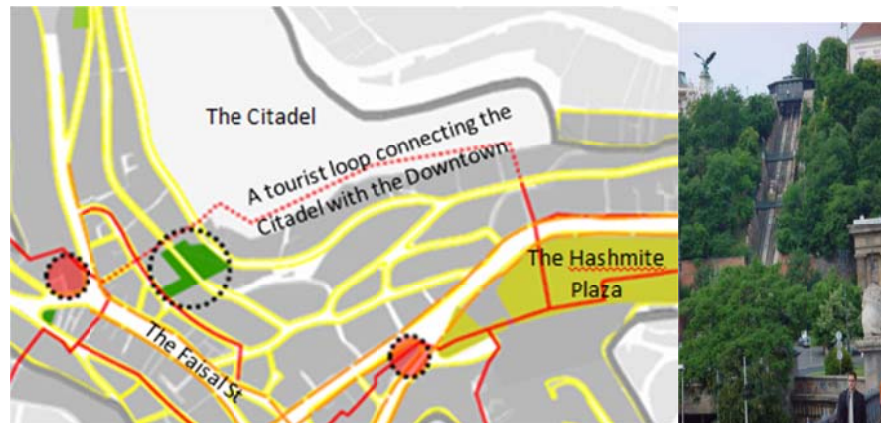 The Citadel
A tourist loop connecting the
Citadel with the Downtown
The Hashmite
Plaza
The Faisal St